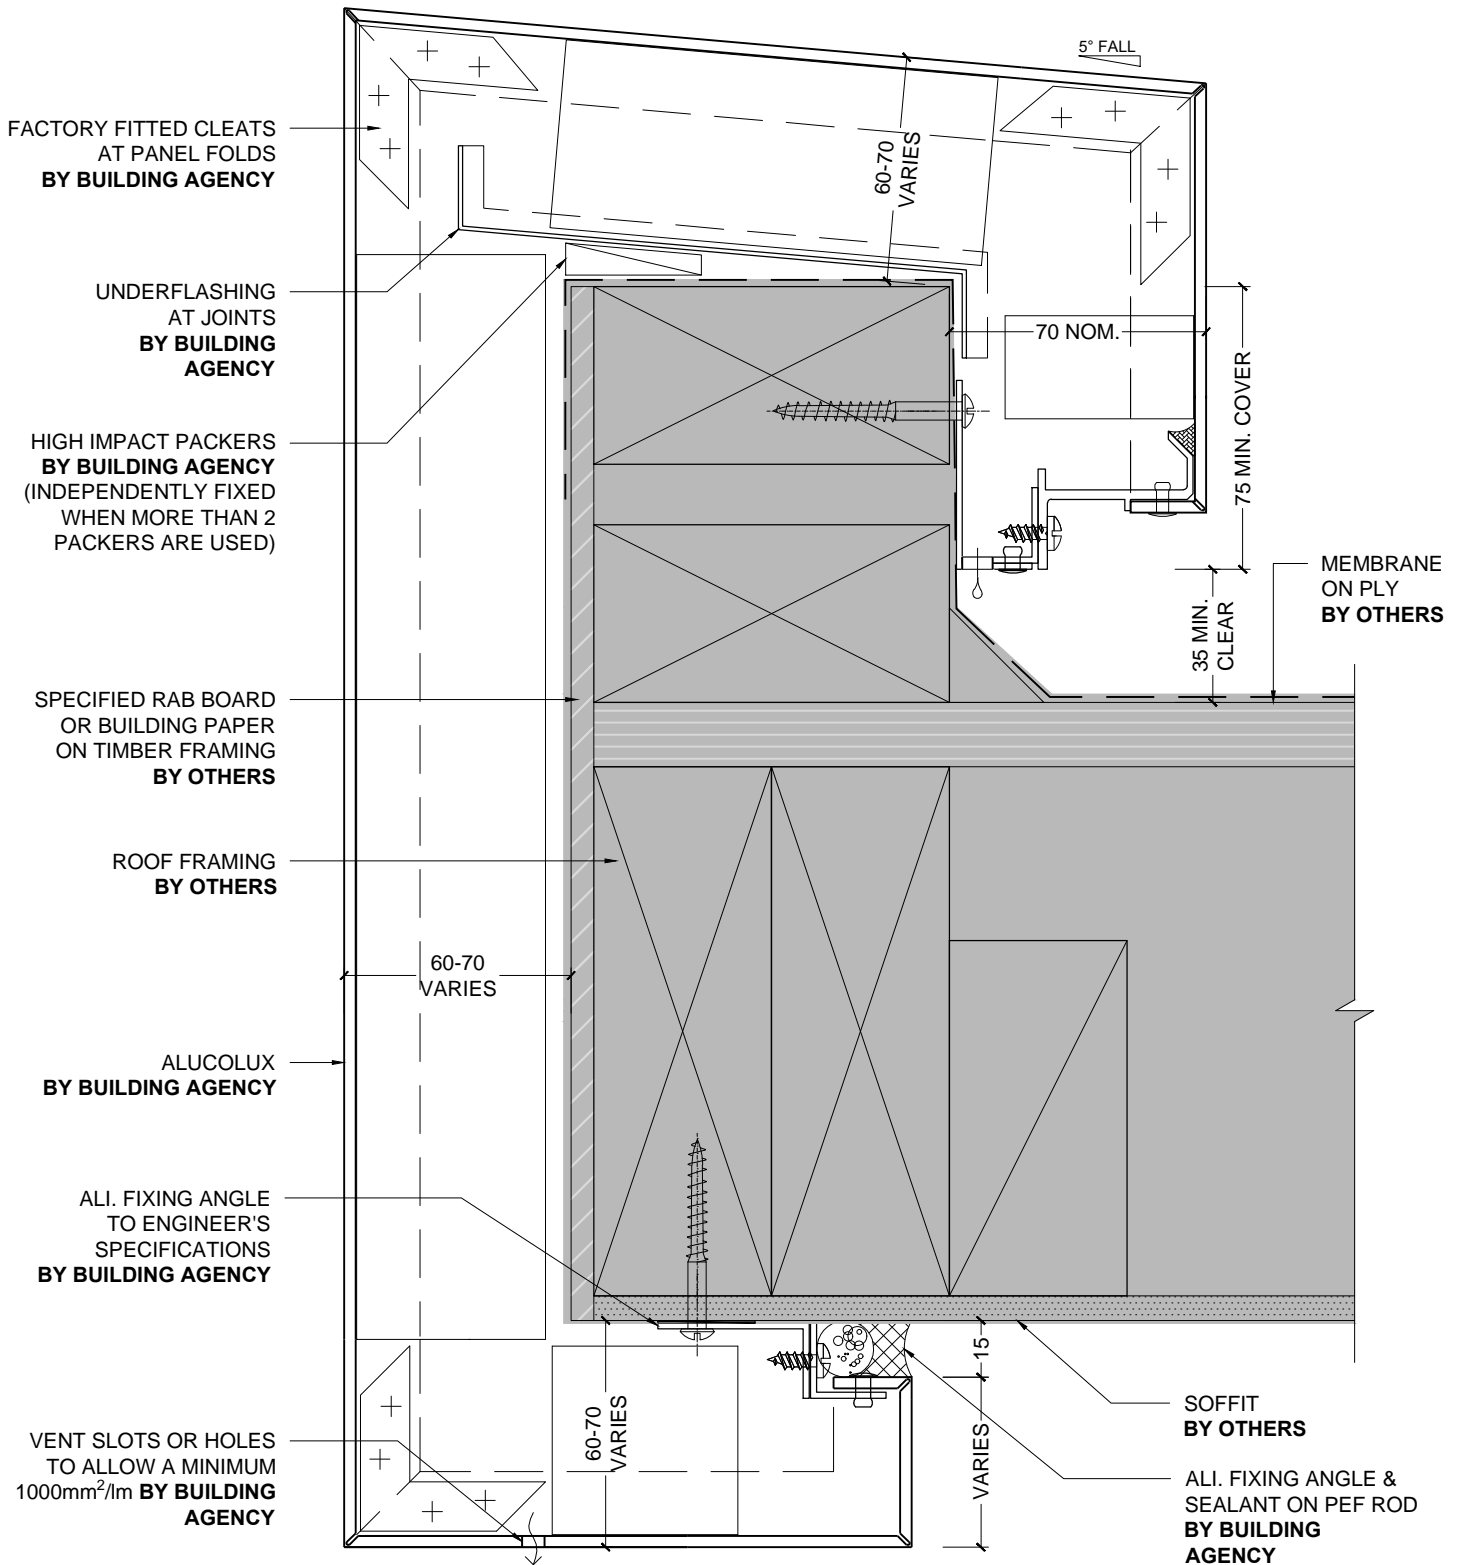 5° FALL
FACTORY FITTED CLEATS
AT PANEL FOLDS
BY BUILDING AGENCY
60-70
VARIES
UNDERFLASHING
AT JOINTS
BY BUILDING
AGENCY
70 NOM.
75 MIN. COVER
HIGH IMPACT PACKERS
BY BUILDING AGENCY
(INDEPENDENTLY FIXED
WHEN MORE THAN 2
PACKERS ARE USED)
MEMBRANE
ON PLY
BY OTHERS
35 MIN.
CLEAR
SPECIFIED RAB BOARD
OR BUILDING PAPER
ON TIMBER FRAMING
BY OTHERS
ROOF FRAMING
BY OTHERS
60-70
VARIES
ALUCOLUX
BY BUILDING AGENCY
ALI. FIXING ANGLE
TO ENGINEER'S
SPECIFICATIONS
BY BUILDING AGENCY
15
60-70
VARIES
VARIES
SOFFIT
BY OTHERS
VENT SLOTS OR HOLES
TO ALLOW A MINIMUM
1000mm²/lm BY BUILDING
AGENCY
ALI. FIXING ANGLE &
SEALANT ON PEF ROD
BY BUILDING
AGENCY